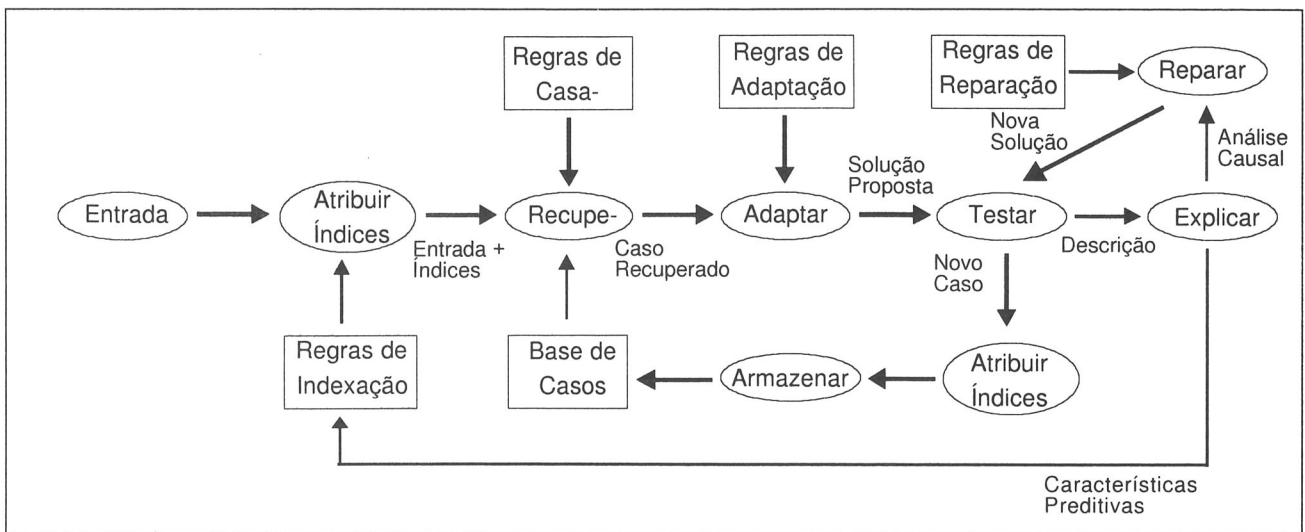 Regras de
Casa-
Regras de
Adaptação
Regras de
Reparação
Reparar
Nova
Solução
Análise
Causal
Entrada
Atribuir
Índices
Entrada +
Índices
Recupe-
Caso
Recuperado
Adaptar
Solução
Proposta
Testar
Descrição
Explicar
Novo
Caso
Regras de
Indexação
Base de
Casos
Armazenar
Atribuir
Índices
Características
Preditivas